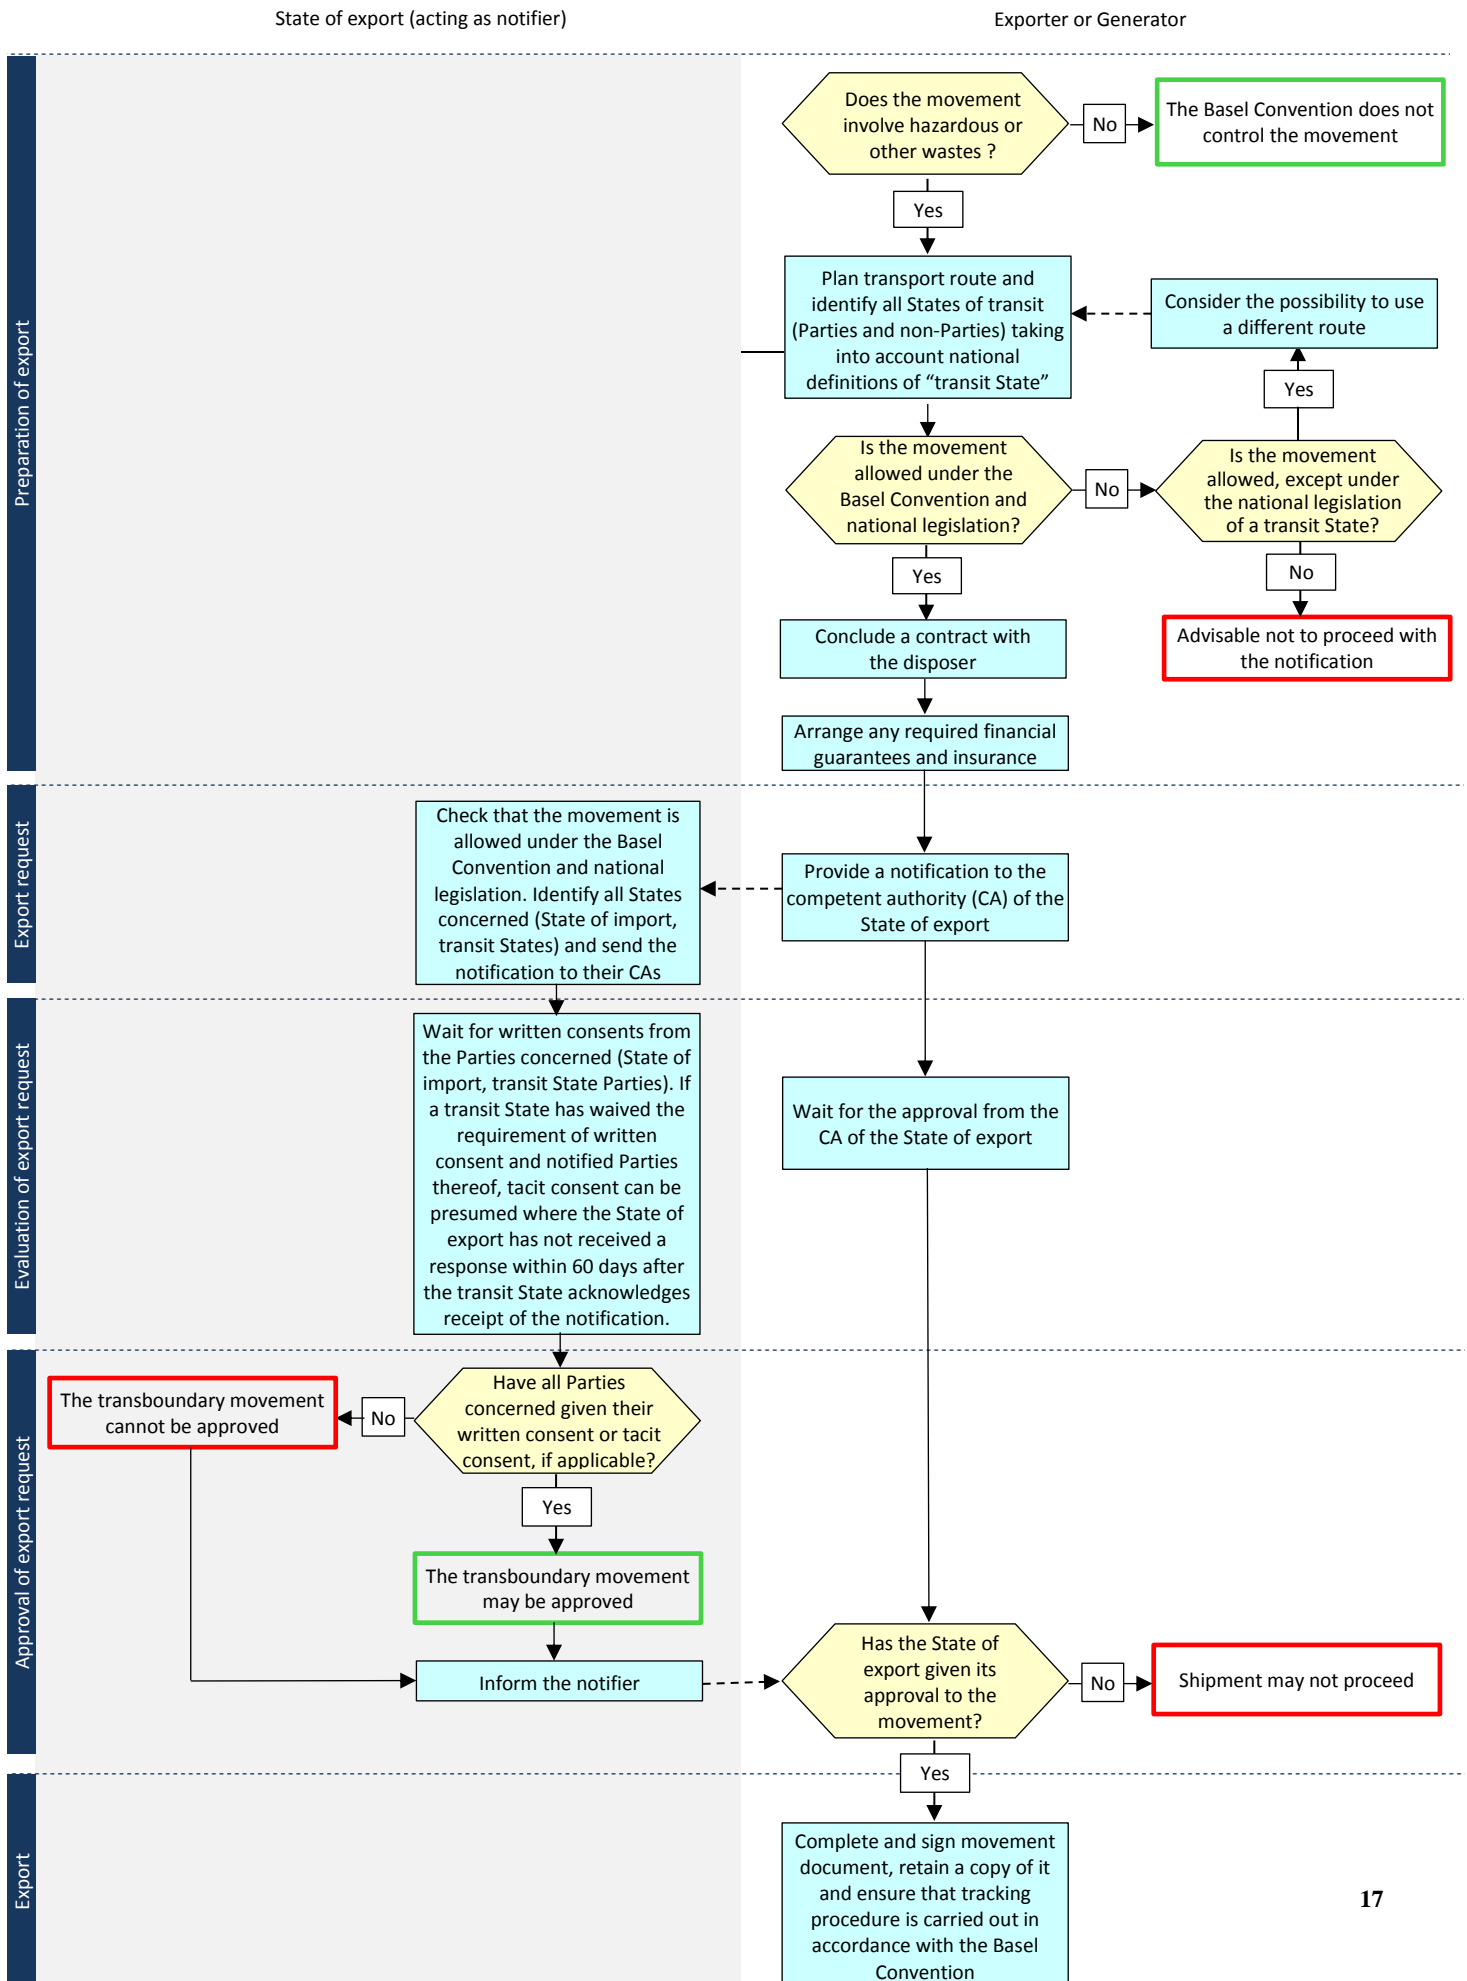 State of export (acting as notifier)
Exporter or Generator
Preparation of export
Does the movement
involve hazardous or
other wastes ?
No
The Basel Convention does not
control the movement
Yes
Plan transport route and
identify all States of transit
(Parties and non-Parties) taking
into account national
definitions of “transit State”
Consider the possibility to use
a different route
Yes
Is the movement
allowed under the
Basel Convention and
national legislation?
No
Is the movement
allowed, except under
the national legislation
of a transit State?
Yes
No
Conclude a contract with
the disposer
Advisable not to proceed with
the notification
Arrange any required financial
guarantees and insurance
Export request
Check that the movement is
allowed under the Basel
Convention and national
legislation. Identify all States
concerned (State of import,
transit States) and send the
notification to their CAs
Provide a notification to the
competent authority (CA) of the
State of export
Evaluation of export request
Wait for written consents from
the Parties concerned (State of
import, transit State Parties). If
a transit State has waived the
requirement of written
consent and notified Parties
thereof, tacit consent can be
presumed where the State of
export has not received a
response within 60 days after
the transit State acknowledges
receipt of the notification.
Wait for the approval from the
CA of the State of export
Approval of export request
The transboundary movement
cannot be approved
No
Have all Parties
concerned given their
written consent or tacit
consent, if applicable?
Yes
The transboundary movement
may be approved
Inform the notifier
Has the State of
export given its
approval to the
movement?
No
Shipment may not proceed
Yes
Export
Complete and sign movement
document, retain a copy of it
and ensure that tracking
procedure is carried out in
accordance with the Basel
Convention
17